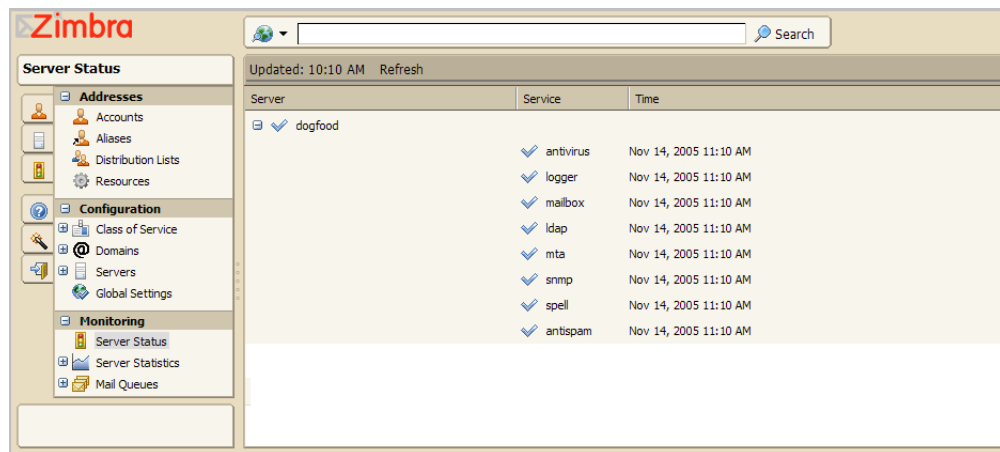 Zimbra
Search
Server Status
Updated: 10:10 AM Refresh
Addresses
Accounts
Aliases
Distribution Lists
Resources
Configuration
Class of Service
Domains
Servers
Global Settings
Monitoring
Server Status
Server Statistics
Mail Queues
Server Service Time
dogfood
antivirus Nov 14, 2005 11:10 AM
logger Nov 14, 2005 11:10 AM
mailbox Nov 14, 2005 11:10 AM
ldap Nov 14, 2005 11:10 AM
mta Nov 14, 2005 11:10 AM
snmp Nov 14, 2005 11:10 AM
spell Nov 14, 2005 11:10 AM
antispam Nov 14, 2005 11:10 AM